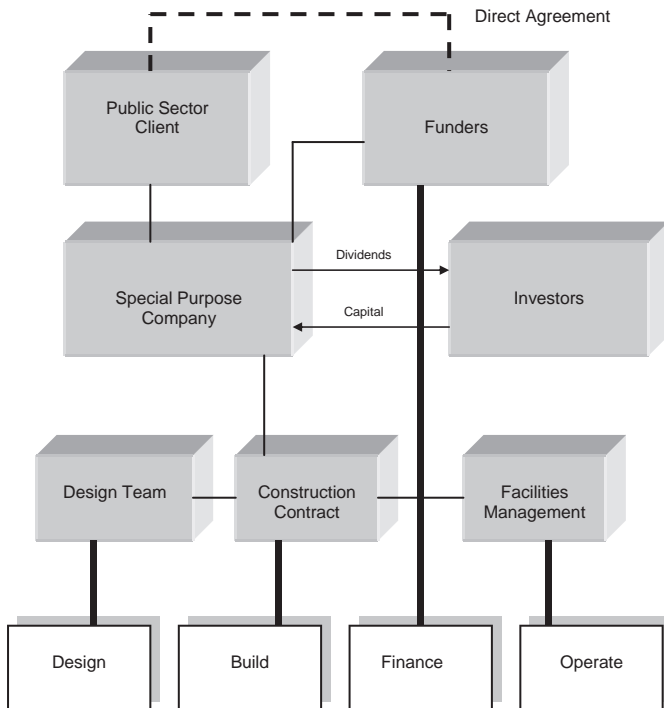 Direct Agreement
Public Sector
Client
Funders
Dividends
Special Purpose
Company
Investors
Capital
Design Team
Construction
Contract
Facilities
Management
Design
Build
Finance
Operate